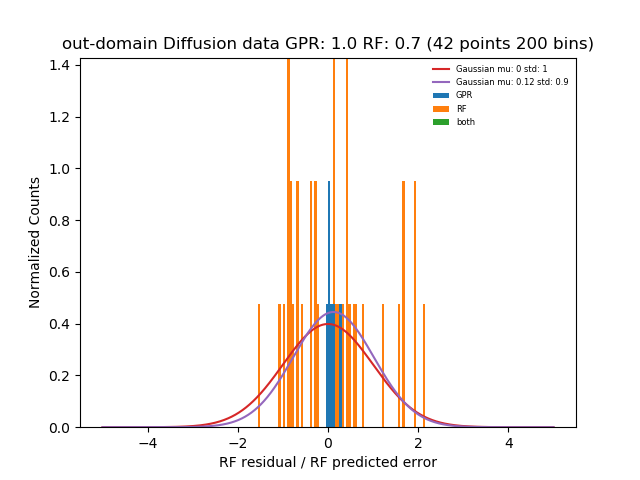 out-domain Diffusion data GPR: 1.0 RF: 0.7 (42 points 200 bins)
Gaussian mu: 0 std: 1
Gaussian mu: 0.12 std: 0.9
GPR
RF
both
Normalized Counts
1.4
1.2
1.0
0.8
0.6
0.4
0.2
0.0
−4
−2
0
2
4
RF residual / RF predicted error